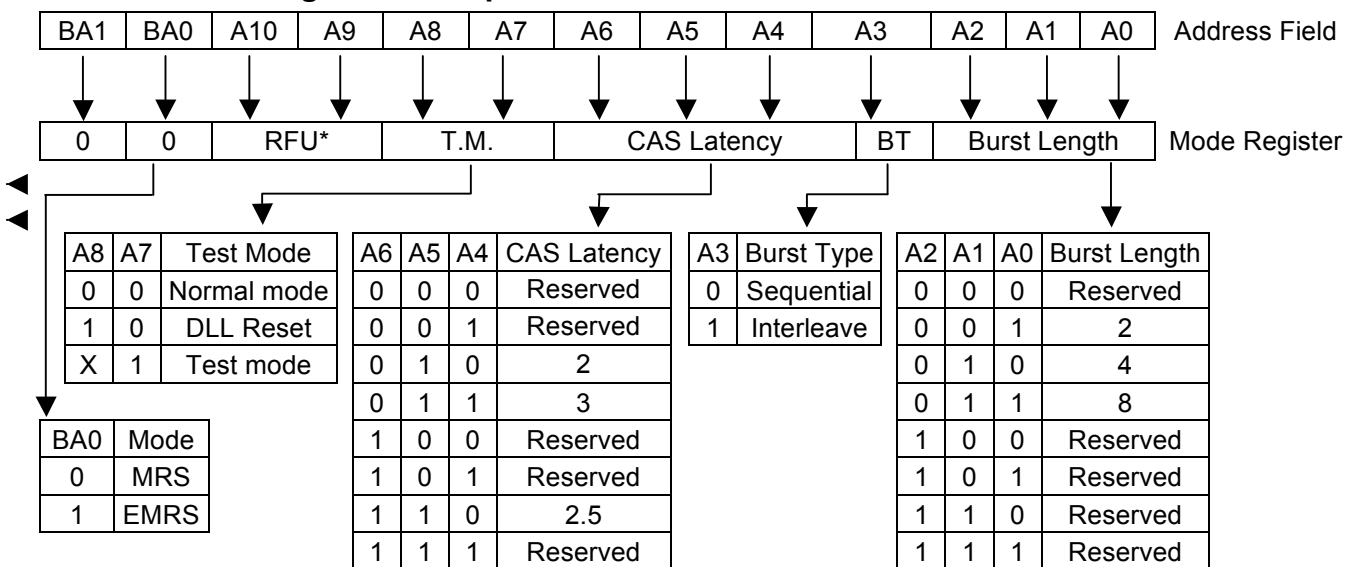 BA1 BA0 A10 A9 A8 A7 A6 A5 A4 A3 A2 A1 A0 Address Field
0 0 RFU* T.M. CAS Latency BT Burst Length Mode Register
A8 A7 Test Mode
0 0 Normal mode
1 0 DLL Reset
X 1 Test mode
A6 A5 A4 CAS Latency
0 0 0 Reserved
0 0 1 Reserved
0 1 0 2
0 1 1 3
1 0 0 Reserved
1 0 1 Reserved
1 1 0 2.5
1 1 1 Reserved
A3 Burst Type
0 Sequential
1 Interleave
A2 A1 A0 Burst Length
0 0 0 Reserved
0 0 1 2
0 1 0 4
0 1 1 8
1 0 0 Reserved
1 0 1 Reserved
1 1 0 Reserved
1 1 1 Reserved
BA0 Mode
0 MRS
1 EMRS